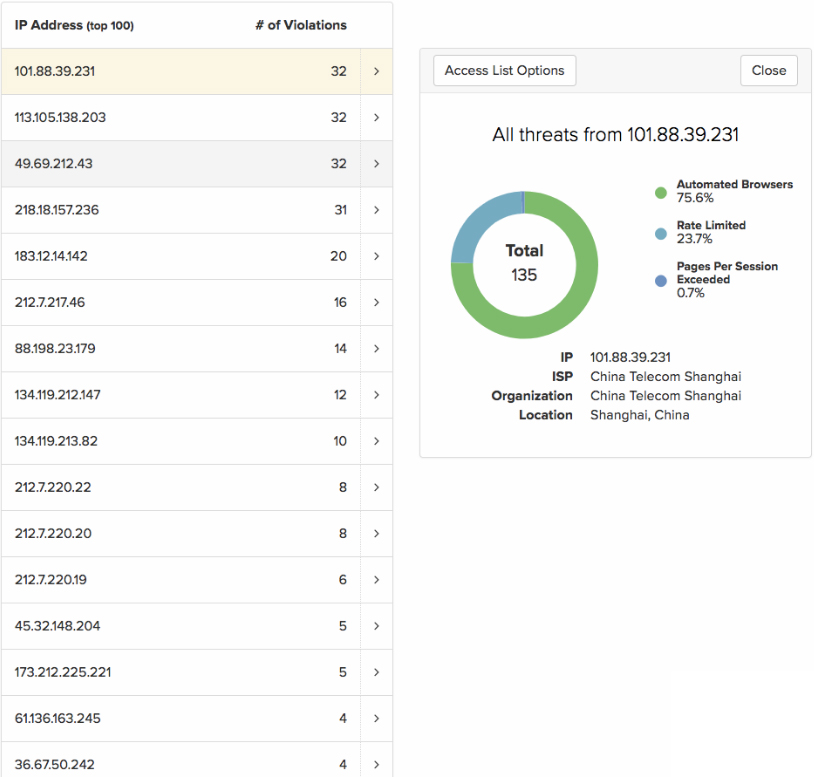 IP Address (top 100) # of Violations
101.88.39.231 32 >
113.105.138.203 32 >
49.69.212.43 32 >
218.18.157.236 31 >
183.12.14.142 20 >
212.7.217.46 16 >
88.198.23.179 14 >
134.119.212.147 12 >
134.119.213.82 10 >
212.7.220.22 8 >
212.7.220.20 8 >
212.7.220.19 6 >
45.32.148.204 5 >
173.212.225.221 5 >
61.136.163.245 4 >
36.67.50.242 4 >
Access List Options Close
All threats from 101.88.39.231
Total
135
Automated Browsers
75.6%
Rate Limited
23.7%
Pages Per Session
Exceeded
0.7%
IP 101.88.39.231
ISP China Telecom Shanghai
Organization China Telecom Shanghai
Location Shanghai, China